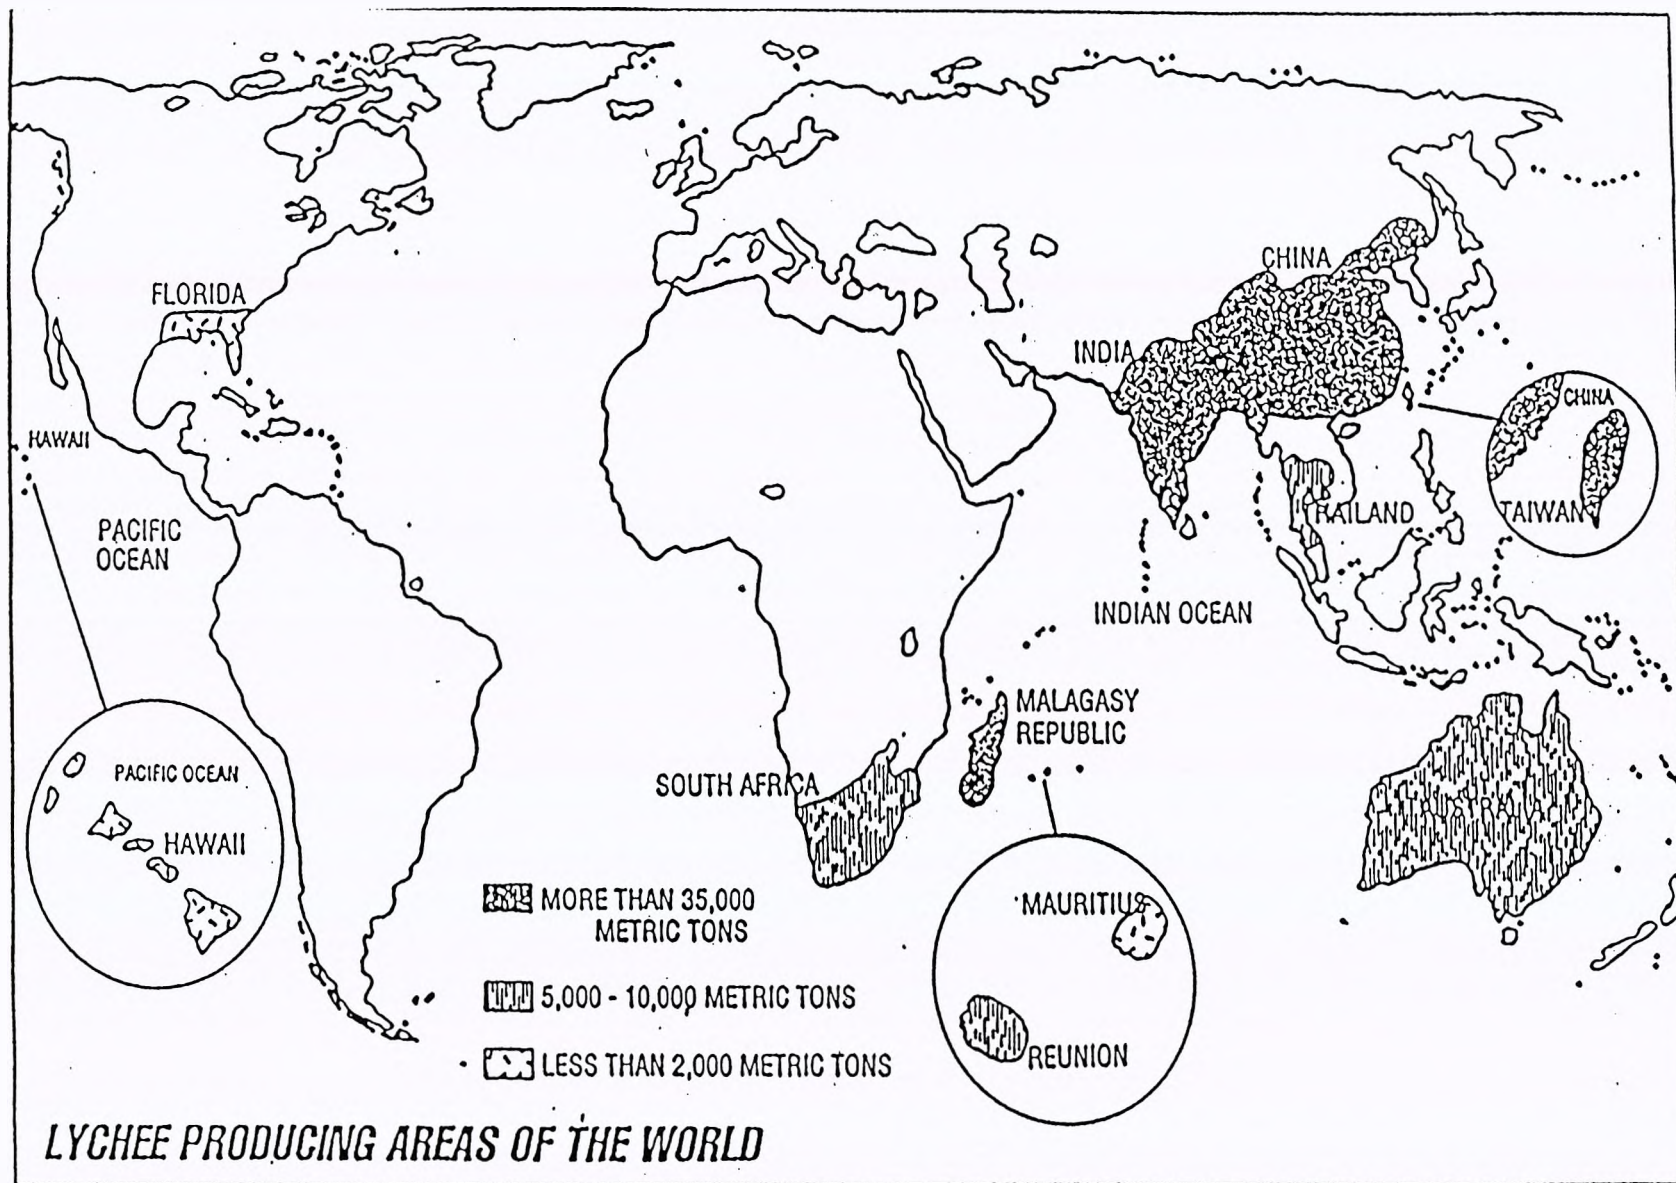 FLORIDA
CHINA
INDIA
HAWAII
PACIFIC
OCEAN
CHINA
TAIWAN
THAILAND
INDIAN OCEAN
MALAGASY
REPUBLIC
SOUTH AFRICA
PACIFIC OCEAN
HAWAII
MORE THAN 35,000
METRIC TONS
5,000 - 10,000 METRIC TONS
LESS THAN 2,000 METRIC TONS
MAURITIUS
REUNION
LYCHEE PRODUCING AREAS OF THE WORLD